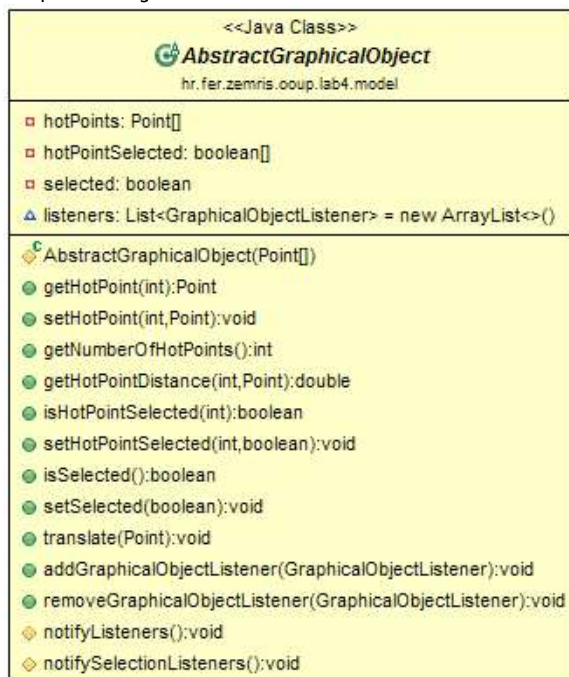 <<Java Class>>
AbstractGraphicalObject
hr.fer.zemris.ooup.lab4.model
hotPoints: Point[]
hotPointSelected: boolean[]
selected: boolean
listeners: List<GraphicalObjectListener> = new ArrayList<>()
AbstractGraphicalObject(Point[])
getHotPoint(int):Point
setHotPoint(int,Point):void
getNumberOfHotPoints():int
getHotPointDistance(int,Point):double
isHotPointSelected(int):boolean
setHotPointSelected(int,boolean):void
isSelected():boolean
setSelected(boolean):void
translate(Point):void
addGraphicalObjectListener(GraphicalObjectListener):void
removeGraphicalObjectListener(GraphicalObjectListener):void
notifyListeners():void
notifySelectionListeners():void